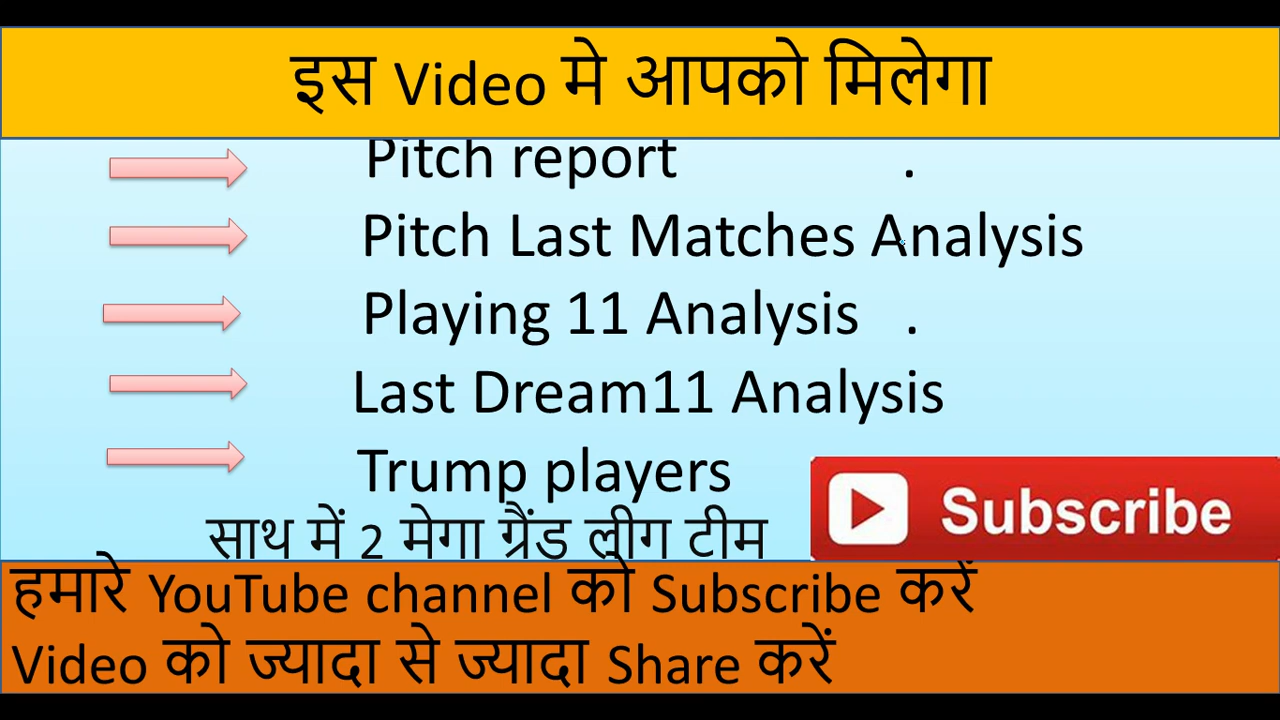 इस Video मे आपको मिलेगा
Pitch report .
Pitch Last Matches Analysis
Playing 11 Analysis .
Last Dream11 Analysis
Trump players
साथ में 2 मेगा ग्रैंड लीग टीम
Subscribe
हमारे YouTube channel को Subscribe करें
Video को ज्यादा से ज्यादा Share करें